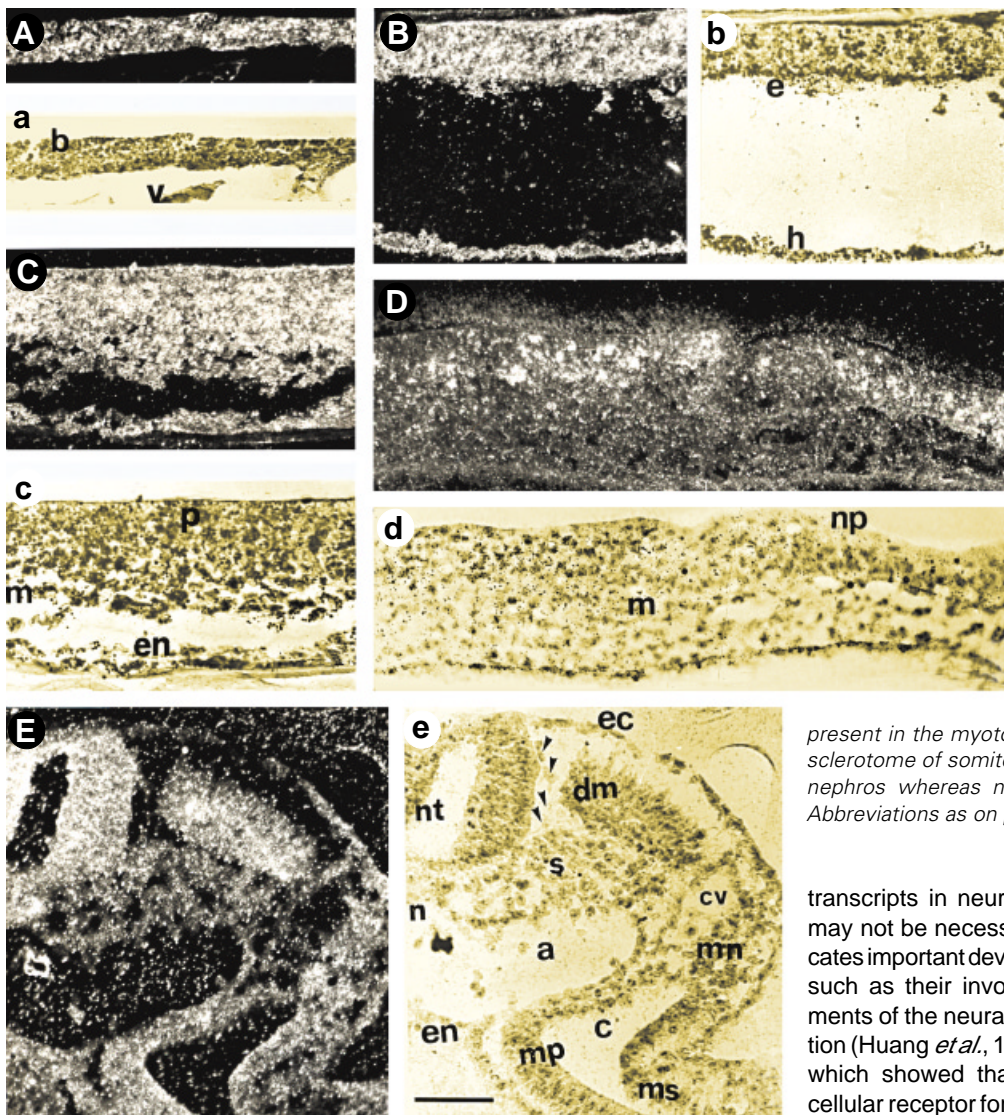 A
a
b
v
B
b
e
h
C
c
p
m
en
D
d
np
m
E
e
ec
nt
dm
s
n
cv
mn
a
en
c
mp
ms
present in the myoto
sclerotome of somite
nephros whereas n
Abbreviations as on p
transcripts in neur
may not be necess
cates important deve
such as their invo
ments of the neura
tion (Huang et al., 1
which showed tha
cellular receptor for